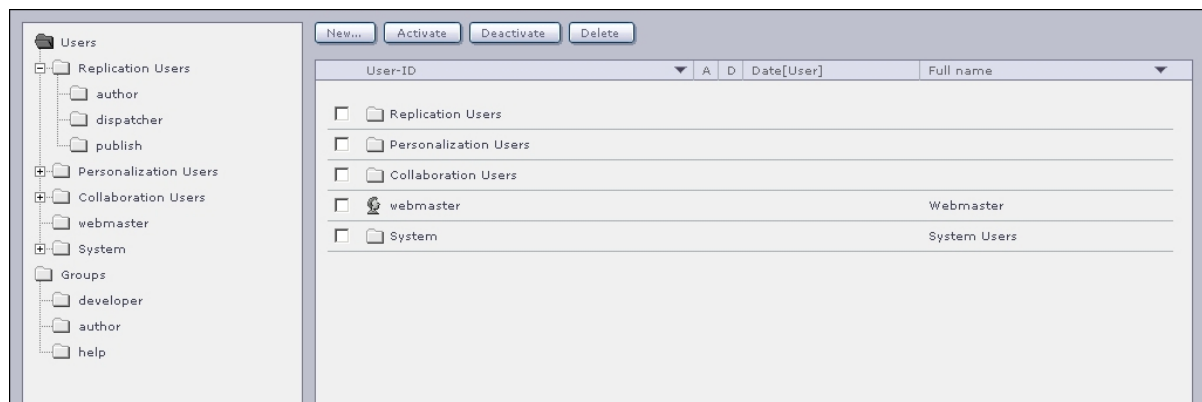 Users
Replication Users
author
dispatcher
publish
Personalization Users
Collaboration Users
webmaster
System
Groups
developer
author
help
New... Activate Deactivate Delete
User-ID A D Date[User] Full name
Replication Users
Personalization Users
Collaboration Users
webmaster Webmaster
System System Users